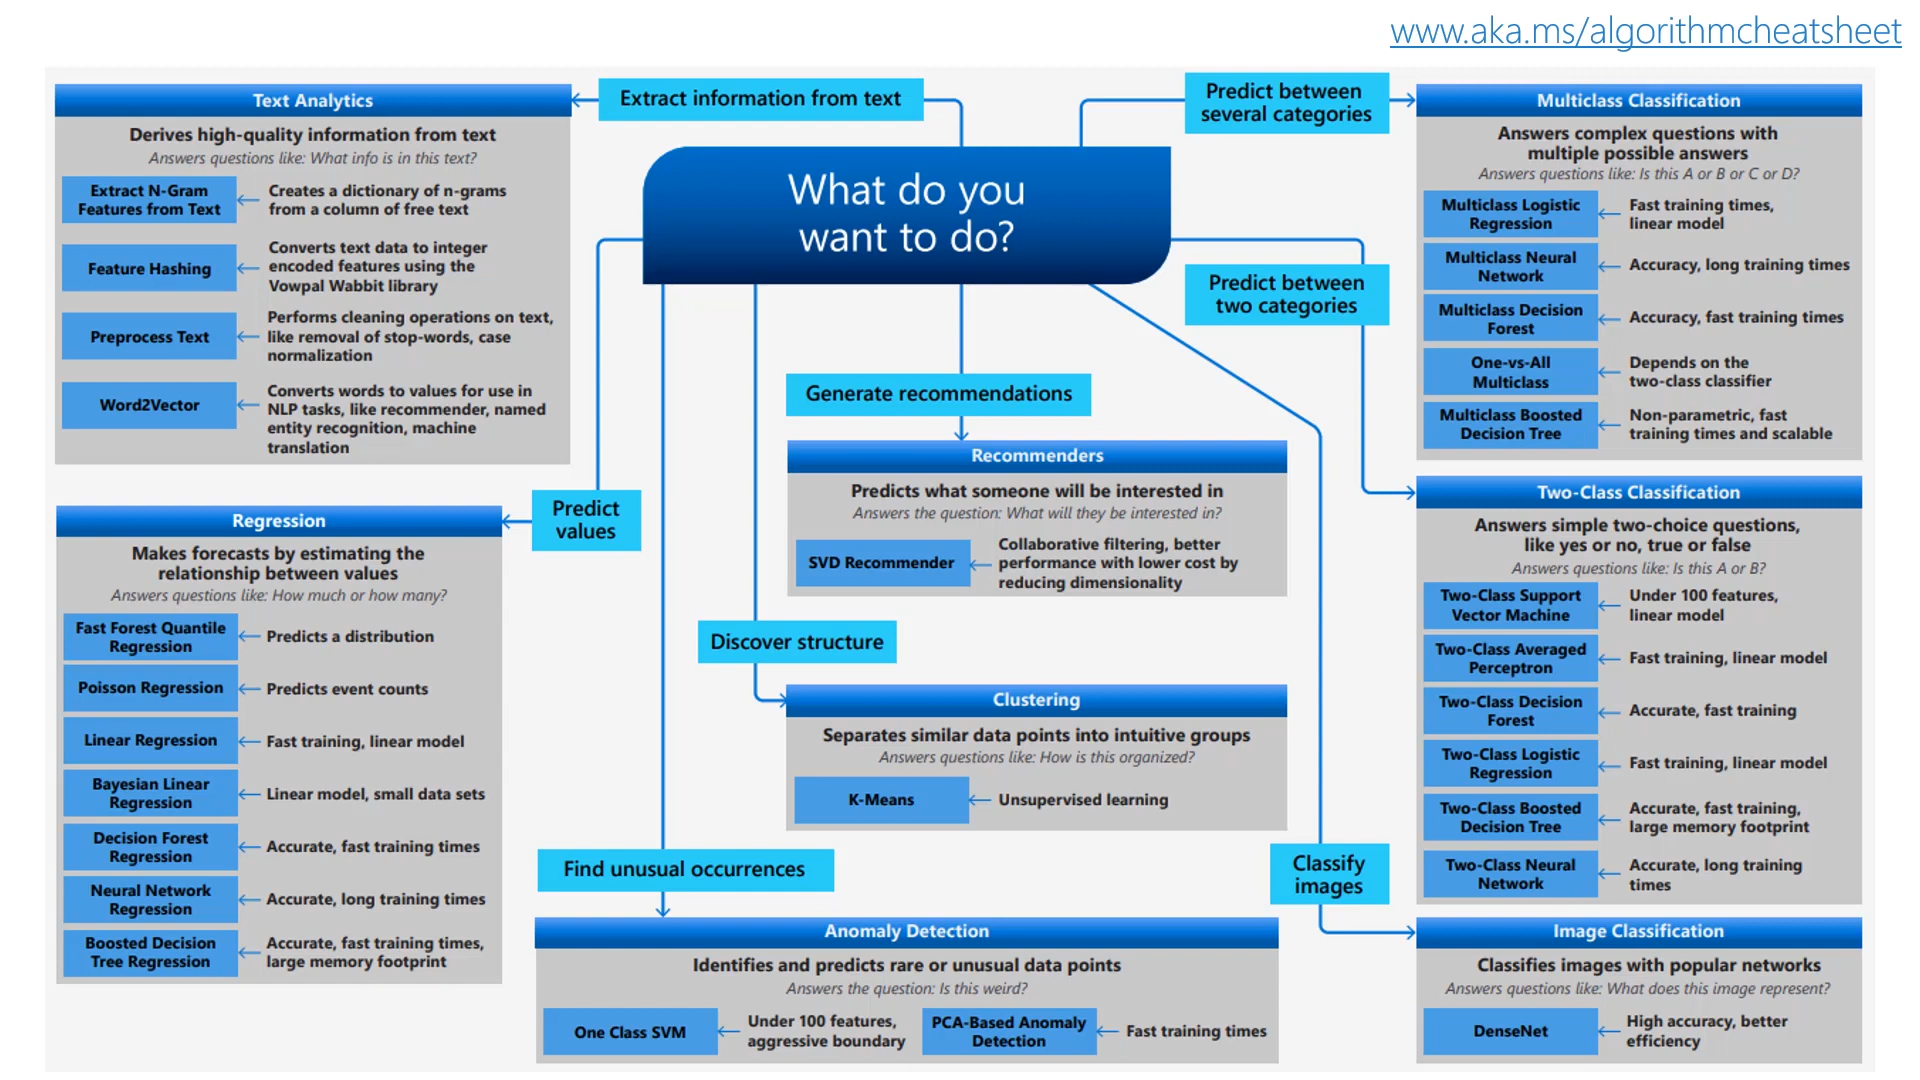 www.aka.ms/algorithmcheatsheet
What do you
want to do?
Extract information from text
Text Analytics
Derives high-quality information from text
Answers questions like: What info is in this text?
Extract N-Gram
Features from Text
Creates a dictionary of n-grams
from a column of free text
Feature Hashing
Converts text data to integer
encoded features using the
Vowpal Wabbit library
Preprocess Text
Performs cleaning operations on text,
like removal of stop-words, case
normalization
Word2Vector
Converts words to values for use in
NLP tasks, like recommender, named
entity recognition, machine
translation
Predict
values
Regression
Makes forecasts by estimating the
relationship between values
Answers questions like: How much or how many?
Fast Forest Quantile
Regression
Predicts a distribution
Poisson Regression
Predicts event counts
Linear Regression
Fast training, linear model
Bayesian Linear
Regression
Linear model, small data sets
Decision Forest
Regression
Accurate, fast training times
Neural Network
Regression
Accurate, long training times
Boosted Decision
Tree Regression
Accurate, fast training times,
large memory footprint
Generate recommendations
Recommenders
Predicts what someone will be interested in
Answers the question: What will they be interested in?
SVD Recommender
Collaborative filtering, better
performance with lower cost by
reducing dimensionality
Discover structure
Clustering
Separates similar data points into intuitive groups
Answers questions like: How is this organized?
K-Means
Unsupervised learning
Find unusual occurrences
Anomaly Detection
Identifies and predicts rare or unusual data points
Answers the question: Is this weird?
One Class SVM
Under 100 features,
aggressive boundary
PCA-Based Anomaly
Detection
Fast training times
Predict between
several categories
Multiclass Classification
Answers complex questions with
multiple possible answers
Answers questions like: Is this A or B or C or D?
Multiclass Logistic
Regression
Fast training times,
linear model
Multiclass Neural
Network
Accuracy, long training times
Multiclass Decision
Forest
Accuracy, fast training times
One-vs-All
Multiclass
Depends on the
two-class classifier
Multiclass Boosted
Decision Tree
Non-parametric, fast
training times and scalable
Predict between
two categories
Two-Class Classification
Answers simple two-choice questions,
like yes or no, true or false
Answers questions like: Is this A or B?
Two-Class Support
Vector Machine
Under 100 features,
linear model
Two-Class Averaged
Perceptron
Fast training, linear model
Two-Class Decision
Forest
Accurate, fast training
Two-Class Logistic
Regression
Fast training, linear model
Two-Class Boosted
Decision Tree
Accurate, fast training,
large memory footprint
Two-Class Neural
Network
Accurate, long training
times
Classify
images
Image Classification
Classifies images with popular networks
Answers questions like: What does this image represent?
DenseNet
High accuracy, better
efficiency